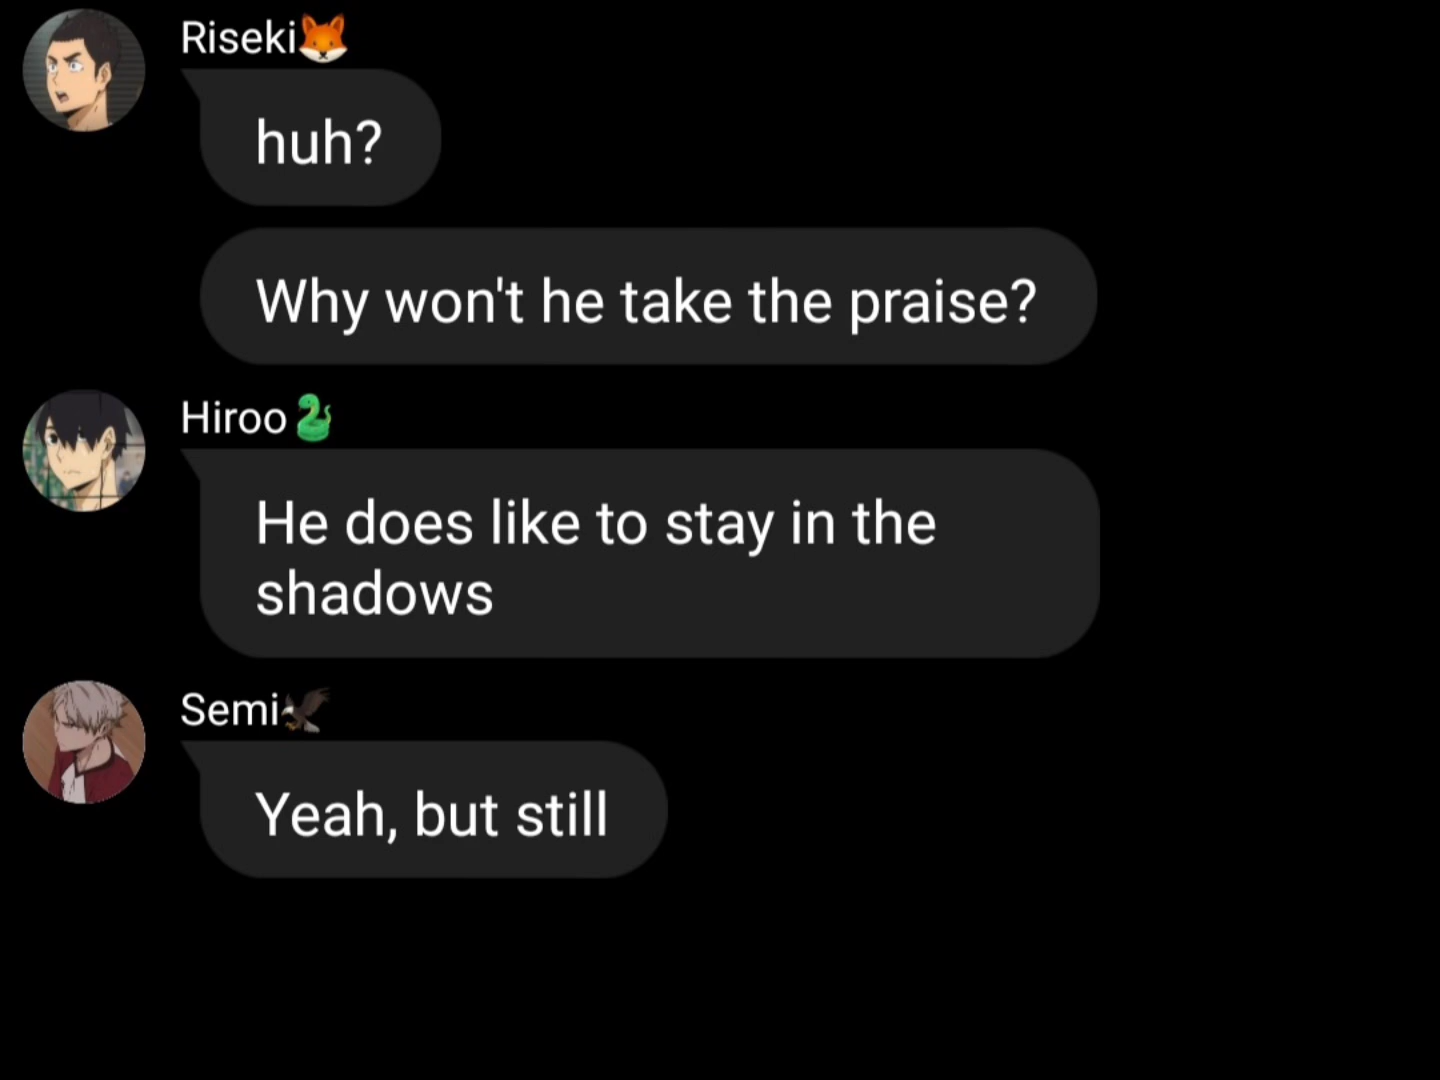 Riseki🦊
huh?
Why won't he take the praise?
Hiroo🐍
He does like to stay in the
shadows
Semi🦅
Yeah, but still